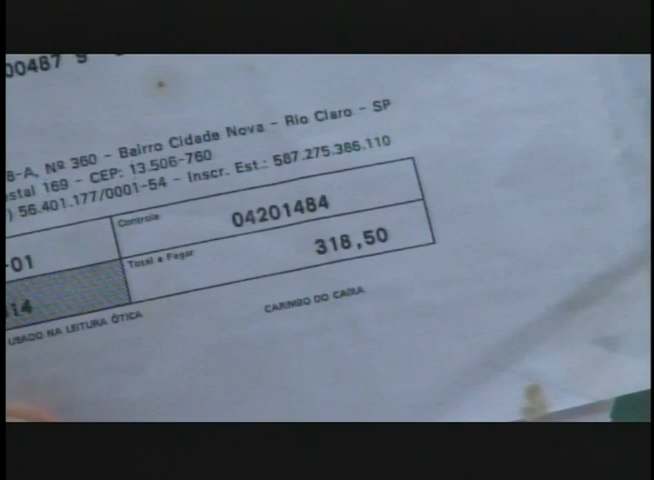 00487 9
8-A, Nº 360 - Bairro Cidade Nova - Rio Claro - SP
stal 169 - CEP: 13.506-760
) 56.401.177/0001-54 - Inscr. Est.: 587.275.386.110
-01
Controle
04201484
Total a Pagar
318,50
14
USADO NA LEITURA ÓTICA
CARIMBO DO CAIXA